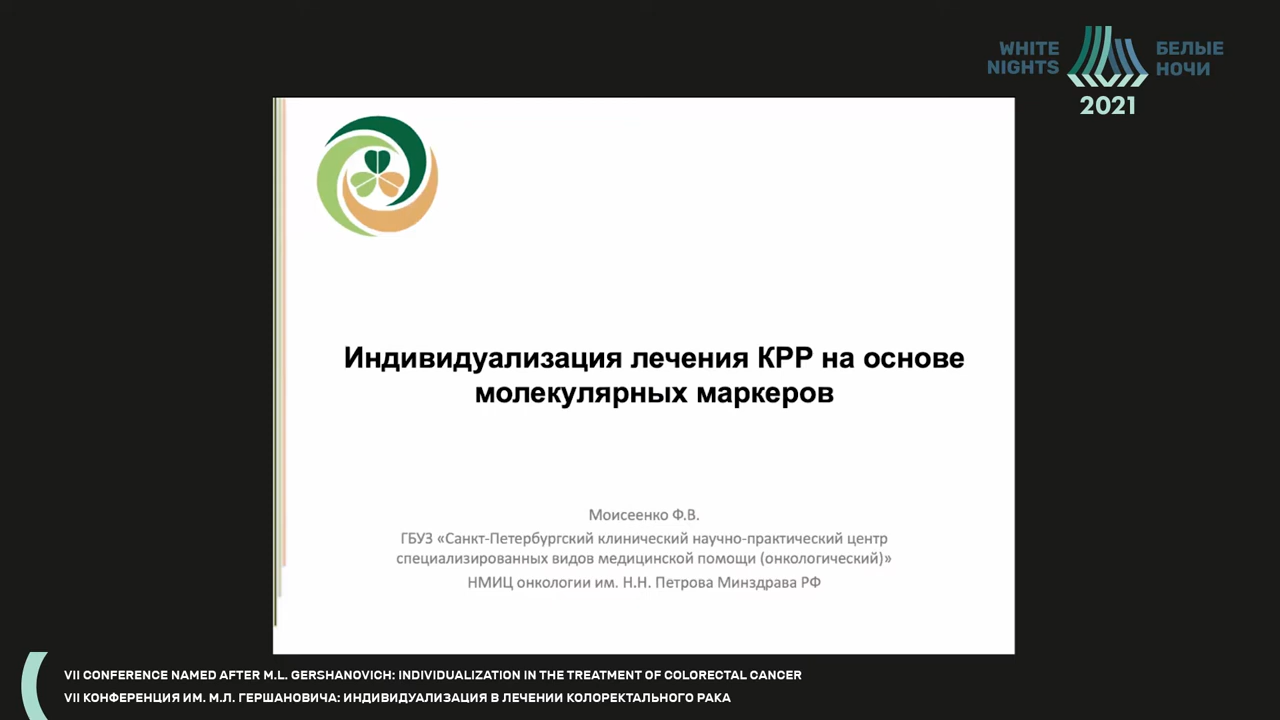 WHITE
NIGHTS
БЕЛЫЕ
НОЧИ
2021
Индивидуализация лечения КРР на основе
молекулярных маркеров
Моисеенко Ф.В.
ГБУЗ «Санкт-Петербургский клинический научно-практический центр
специализированных видов медицинской помощи (онкологический)»
НМИЦ онкологии им. Н.Н. Петрова Минздрава РФ
VII CONFERENCE NAMED AFTER M.L. GERSHANOVICH: INDIVIDUALIZATION IN THE TREATMENT OF COLORECTAL CANCER
VII КОНФЕРЕНЦИЯ ИМ. М.Л. ГЕРШАНОВИЧА: ИНДИВИДУАЛИЗАЦИЯ В ЛЕЧЕНИИ КОЛОРЕКТАЛЬНОГО РАКА